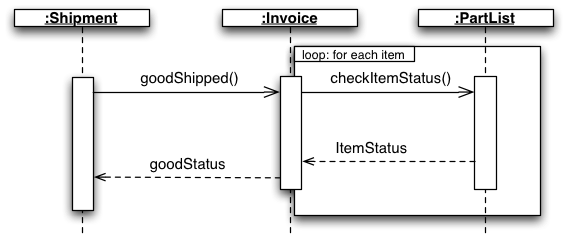 :Shipment
:Invoice
:PartList
loop: for each item
goodShipped()
checkItemStatus()
ItemStatus
goodStatus